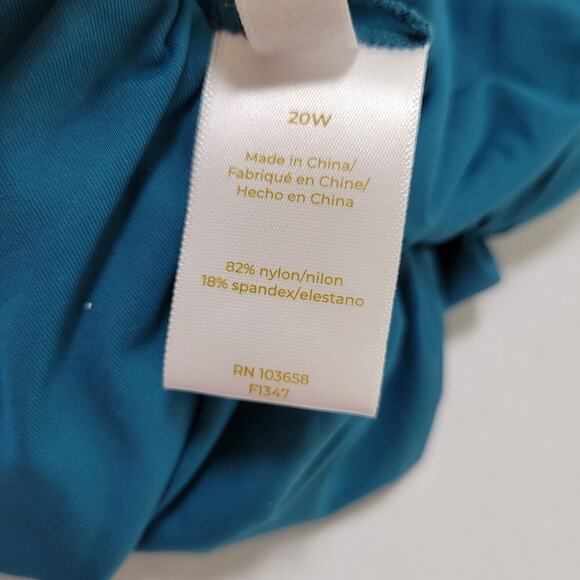 20W
Made in China/
Fabriqué en Chine/
Hecho en China
82% nylon/nilon
18% spandex/elestano
RN 103658
F1347